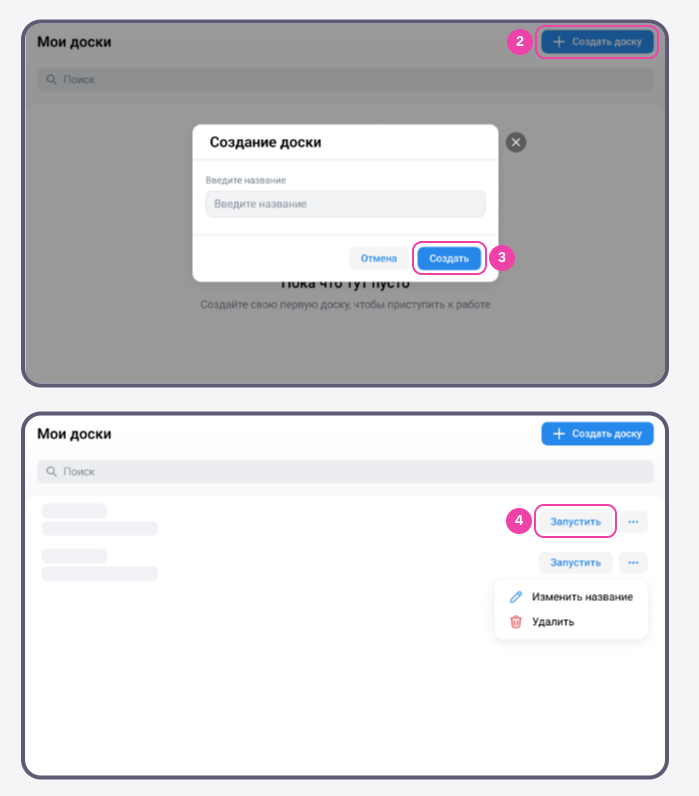 Мои доски
2
Создать доску
Поиск
Создание доски
Введите название
Введите название
Отмена
Создать
3
Пока что тут пусто
Создайте свою первую доску, чтобы приступить к работе
Мои доски
Создать доску
Поиск
4
Запустить
Запустить
Изменить название
Удалить